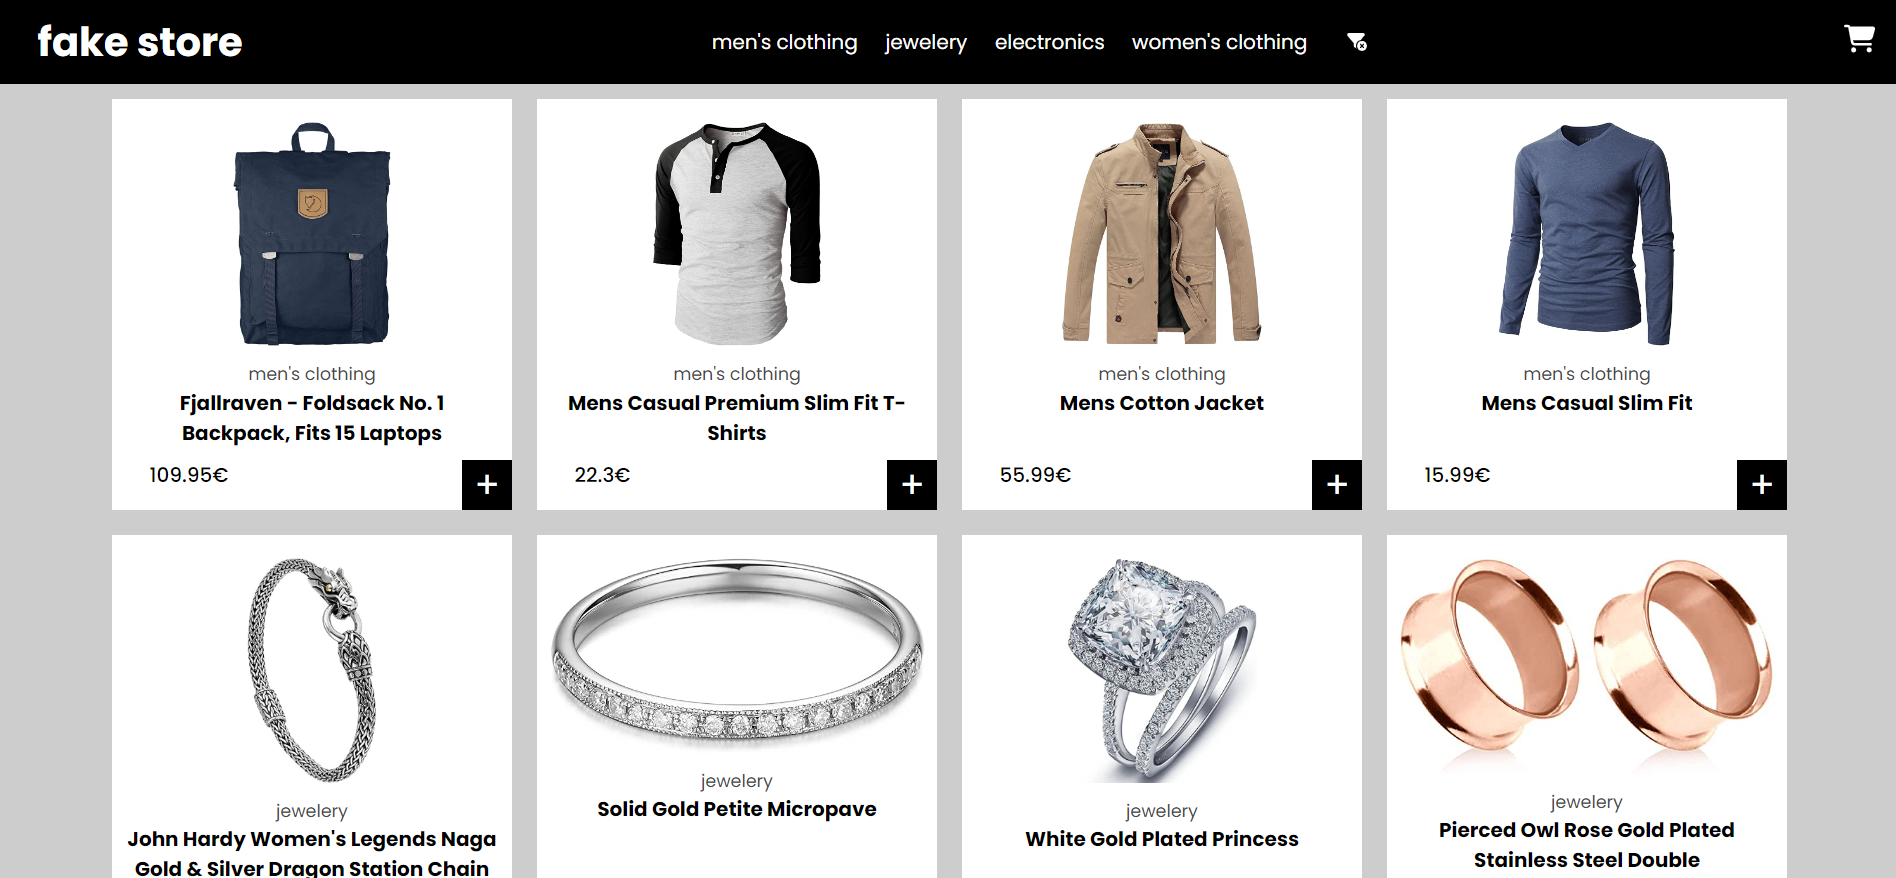 fake store
men's clothing jewelery electronics women's clothing
men's clothing
Fjallraven - Foldsack No. 1
Backpack, Fits 15 Laptops
109.95€
+
men's clothing
Mens Casual Premium Slim Fit T-
Shirts
22.3€
+
men's clothing
Mens Cotton Jacket
55.99€
+
men's clothing
Mens Casual Slim Fit
15.99€
+
jewelery
John Hardy Women's Legends Naga
Gold & Silver Dragon Station Chain
jewelery
Solid Gold Petite Micropave
jewelery
White Gold Plated Princess
jewelery
Pierced Owl Rose Gold Plated
Stainless Steel Double